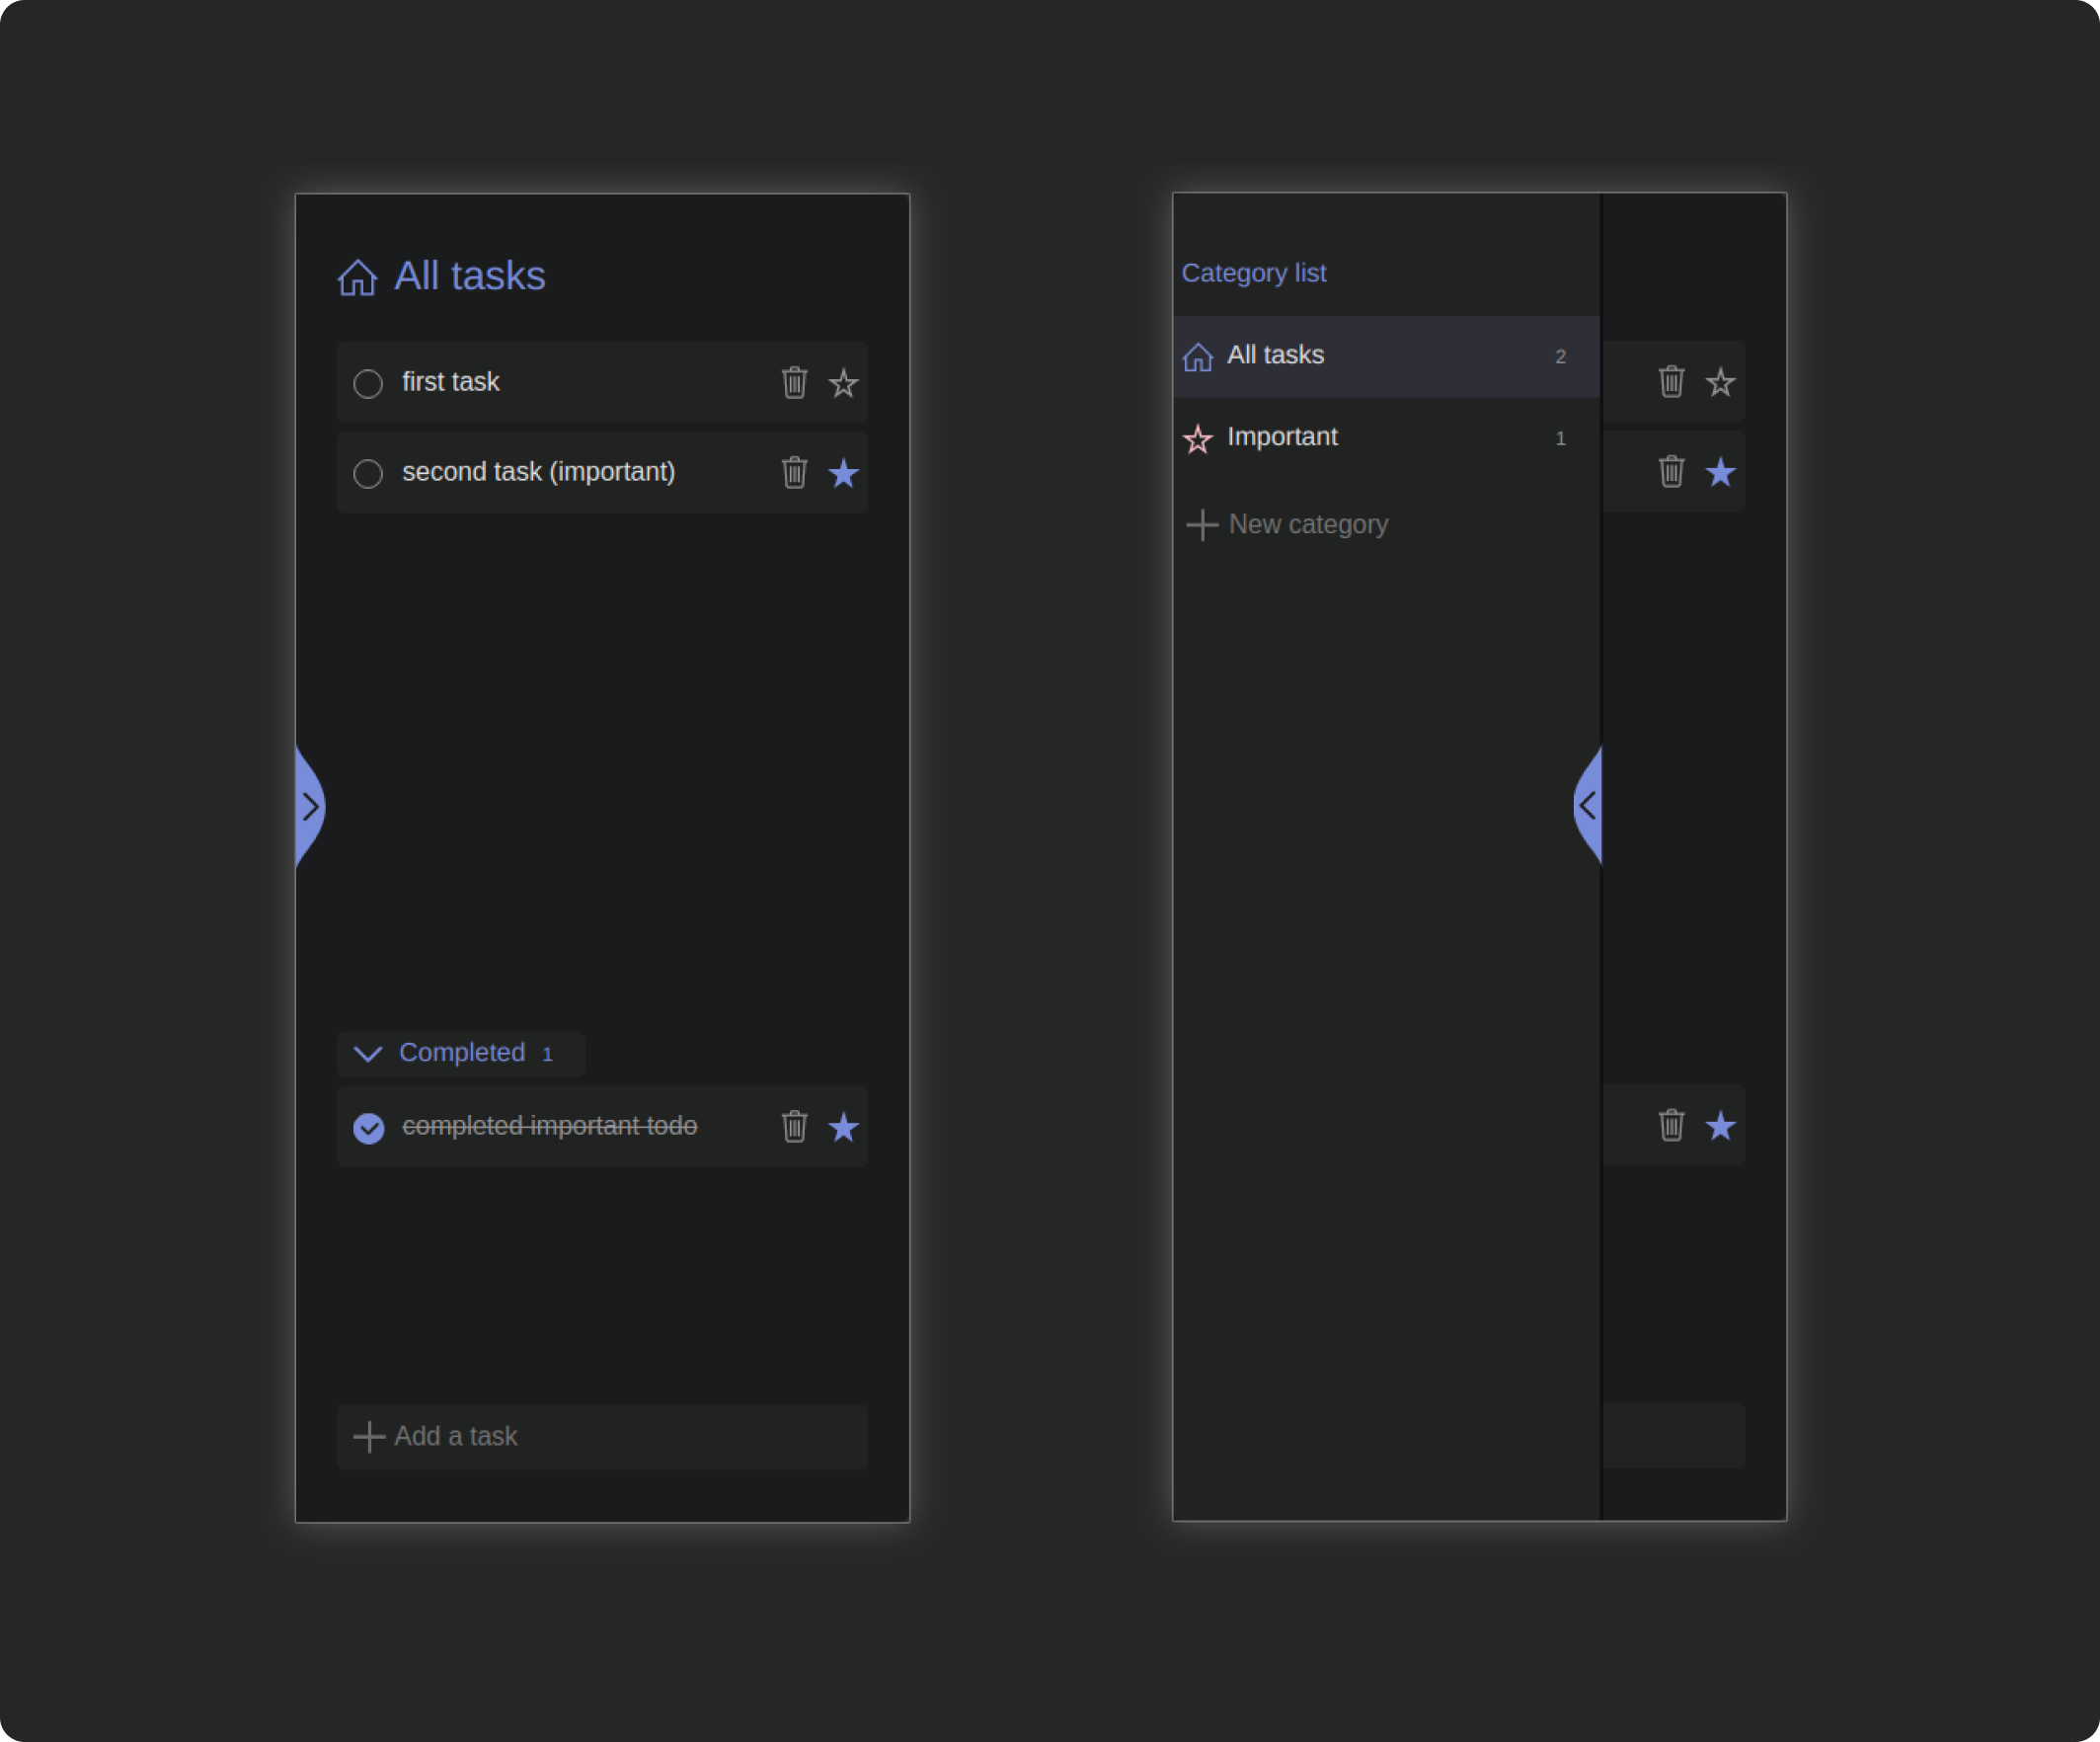 All tasks
first task
second task (important)
Completed 1
completed important todo
Add a task
Category list
All tasks 2
Important 1
New category